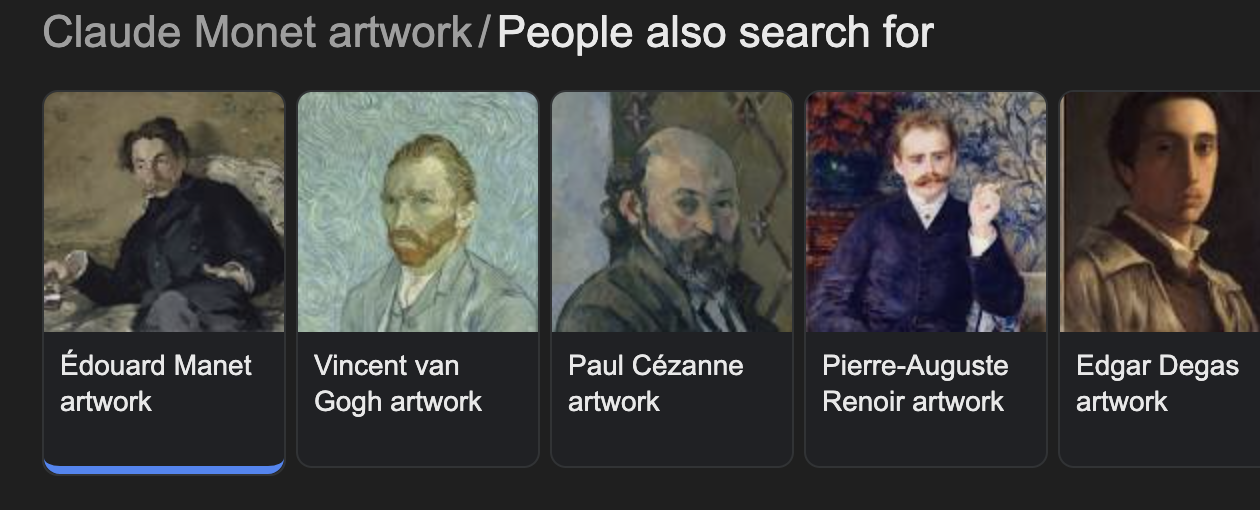 Claude Monet artwork / People also search for
Édouard Manet
artwork
Vincent van
Gogh artwork
Paul Cézanne
artwork
Pierre-Auguste
Renoir artwork
Edgar Degas
artwork